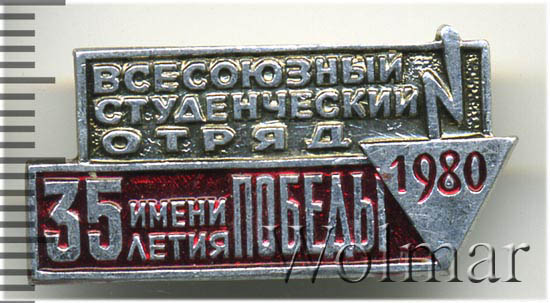 ВСЕСОЮЗНЫЙ
СТУДЕНЧЕСКИЙ
ОТРЯД
35 ИМЕНИ
ЛЕТИЯ ПОБЕДЫ
1980
Wolmar